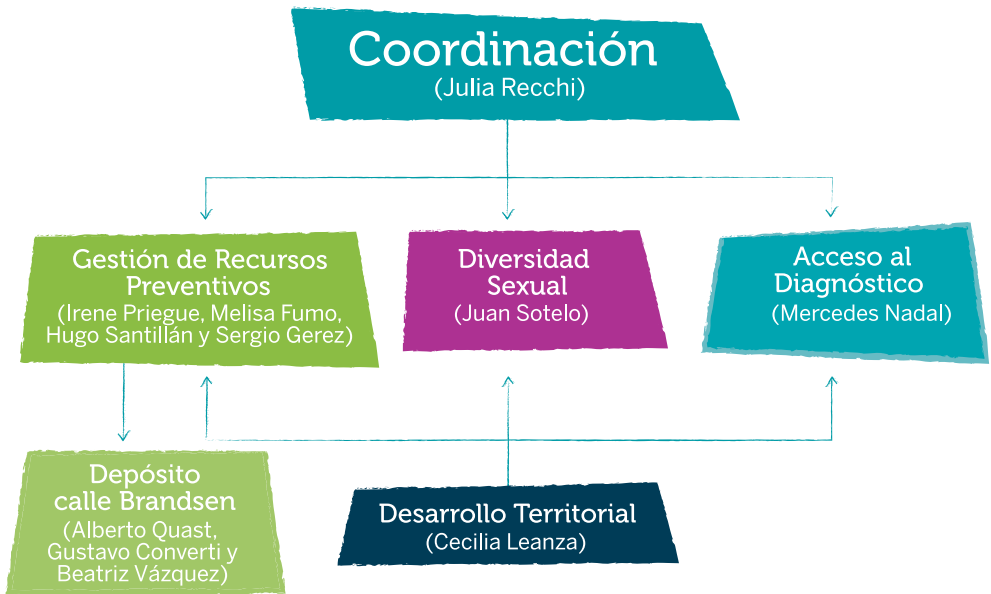 Coordinación
(Julia Recchi)
Gestión de Recursos
Preventivos
(Irene Priegue, Melisa Fumo,
Hugo Santillán y Sergio Gerez)
Diversidad
Sexual
(Juan Sotelo)
Acceso al
Diagnóstico
(Mercedes Nadal)
Depósito
calle Brandsen
(Alberto Quast,
Gustavo Converti y
Beatriz Vázquez)
Desarrollo Territorial
(Cecilia Leanza)